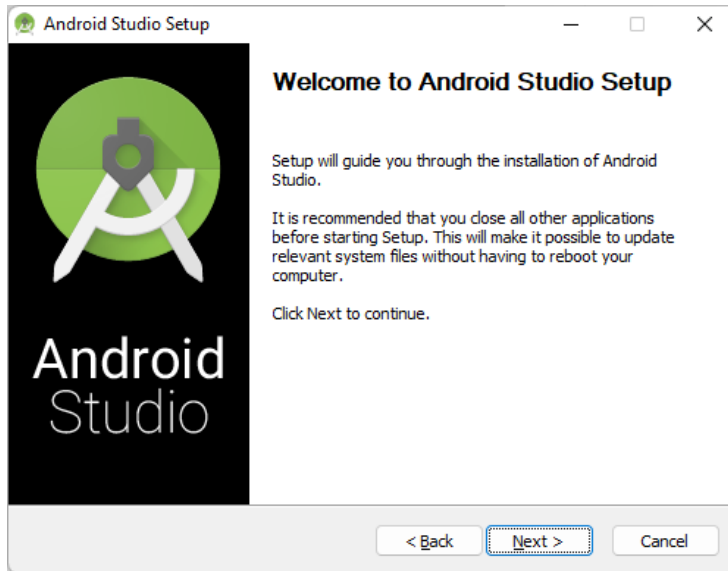 Android Studio Setup
Welcome to Android Studio Setup
Setup will guide you through the installation of Android
Studio.
It is recommended that you close all other applications
before starting Setup. This will make it possible to update
relevant system files without having to reboot your
computer.
Click Next to continue.
Android
Studio
< Back
Next >
Cancel